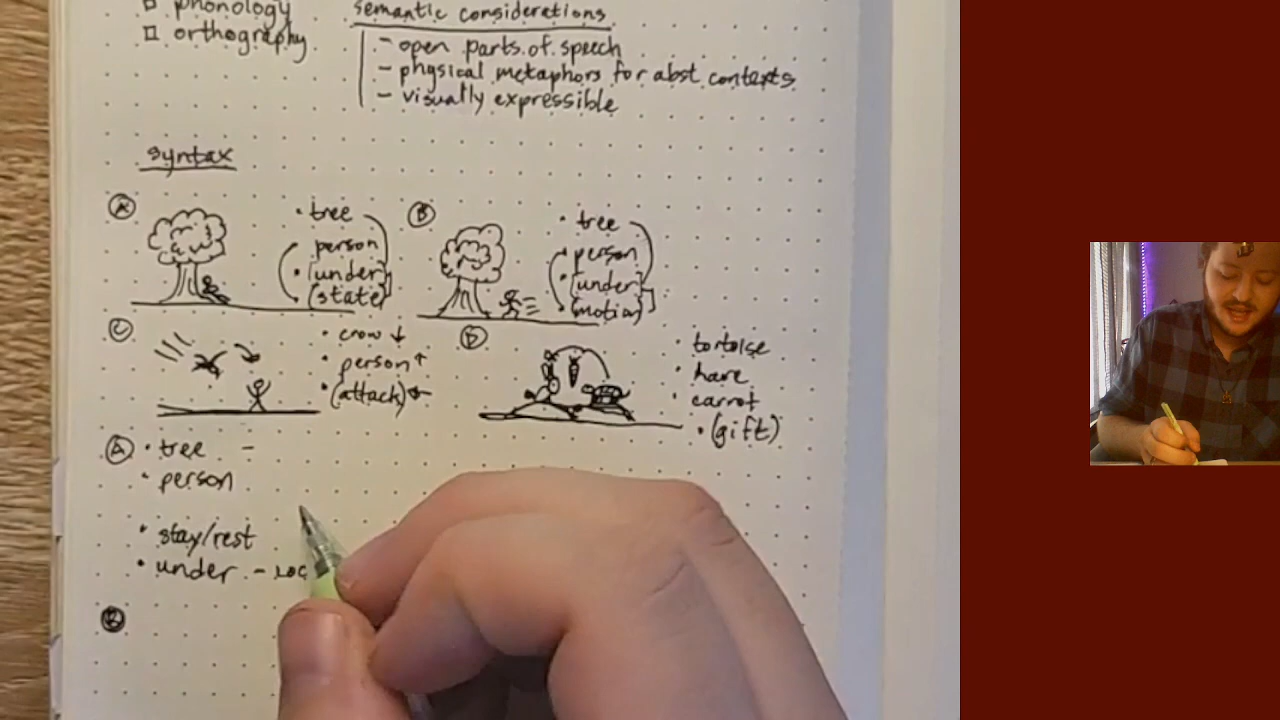 □ phonology
□ orthography
semantic considerations
- open parts of speech
- physical metaphors for abst contexts
- visually expressible
syntax
Ⓐ
• tree
person
• [under]
(state)
Ⓑ
• tree
• person
• [under]
(motion)
Ⓒ
• crow ↓
• person ↑
• (attack) ←
Ⓓ
• tortoise
• hare
• carrot
• (gift)
Ⓐ • tree -
• person
• stay/rest
• under - LOC